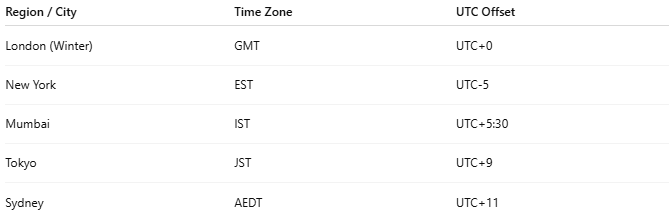 Region / City Time Zone UTC Offset
London (Winter) GMT UTC+0
New York EST UTC-5
Mumbai IST UTC+5:30
Tokyo JST UTC+9
Sydney AEDT UTC+11